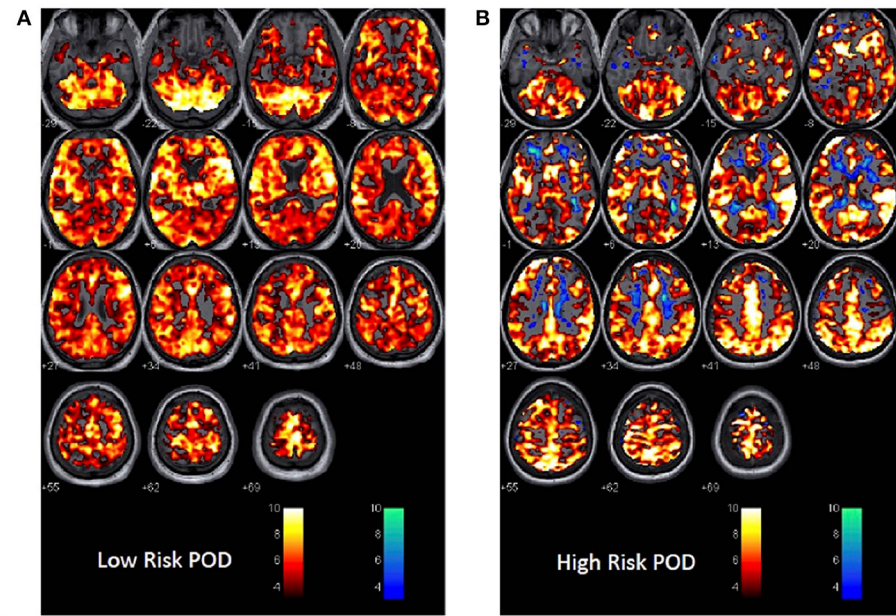 A
B
-29 -22 -15 -8
-29 -22 -15 -8
+6 +13 +20
-1 +6 +13 +20
+27 +34 +41 +48
+27 +34 +41 +48
+55 +62 +69
+55 +62 +69
10 10
8 8
6 6
4 4
Low Risk POD
10 10
8 8
6 6
4 4
High Risk POD